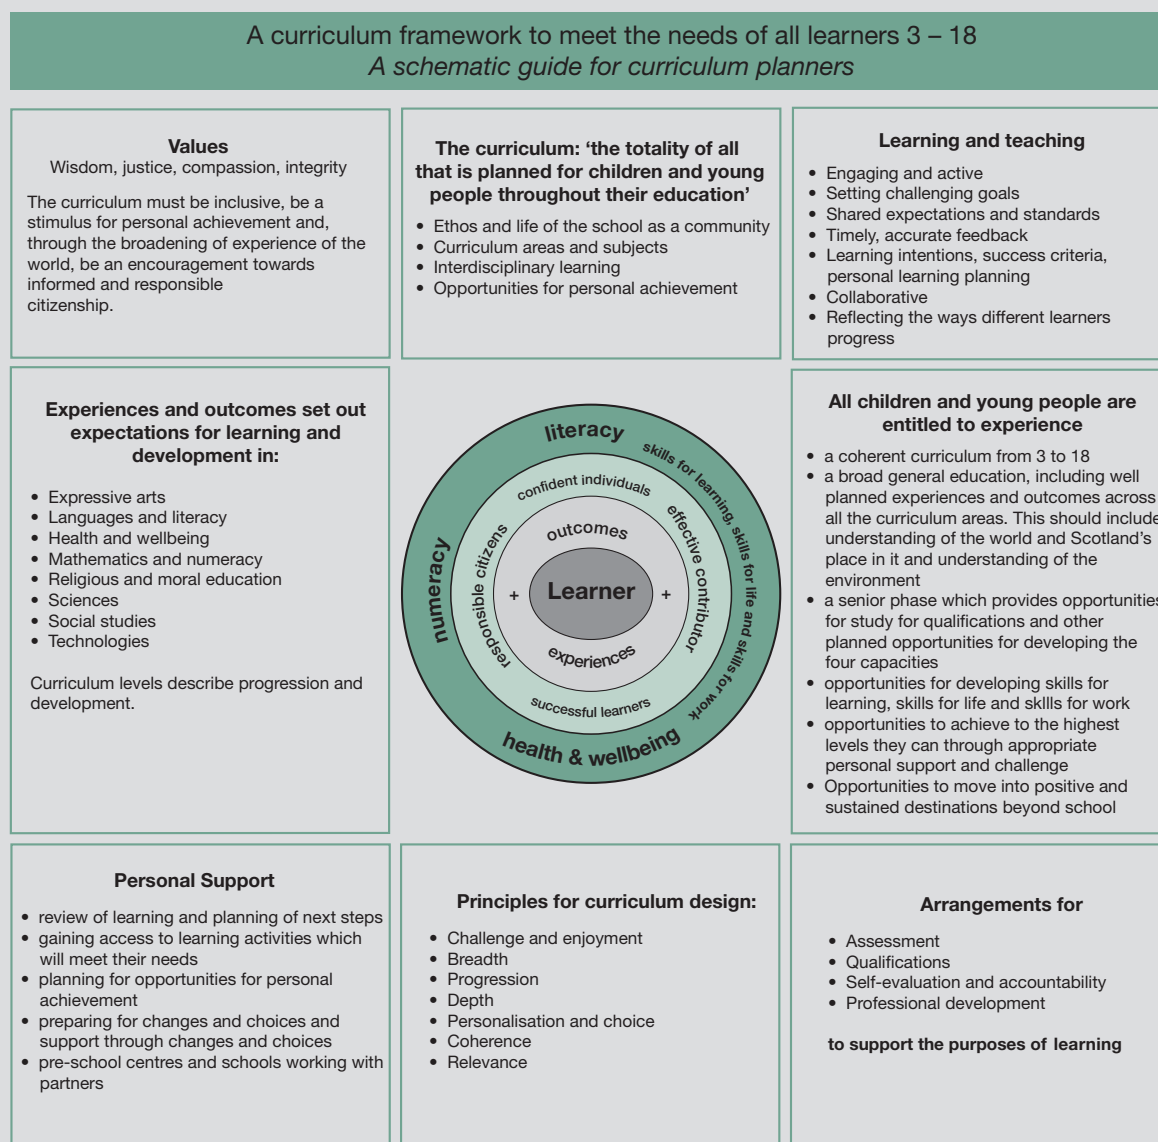 A curriculum framework to meet the needs of all learners 3 – 18
A schematic guide for curriculum planners
Values
Wisdom, justice, compassion, integrity
The curriculum must be inclusive, be a
stimulus for personal achievement and,
through the broadening of experience of the
world, be an encouragement towards
informed and responsible
citizenship.
The curriculum: ‘the totality of all
that is planned for children and young
people throughout their education’
• Ethos and life of the school as a community
• Curriculum areas and subjects
• Interdisciplinary learning
• Opportunities for personal achievement
Learning and teaching
• Engaging and active
• Setting challenging goals
• Shared expectations and standards
• Timely, accurate feedback
• Learning intentions, success criteria,
personal learning planning
• Collaborative
• Reflecting the ways different learners
progress
Experiences and outcomes set out
expectations for learning and
development in:
• Expressive arts
• Languages and literacy
• Health and wellbeing
• Mathematics and numeracy
• Religious and moral education
• Sciences
• Social studies
• Technologies
Curriculum levels describe progression and
development.
literacy
skills for learning, skills for life and skills for work
numeracy
health & wellbeing
confident individuals
effective contributor
responsible citizens
successful learners
outcomes
+ Learner +
experiences
All children and young people are
entitled to experience
• a coherent curriculum from 3 to 18
• a broad general education, including well
planned experiences and outcomes across
all the curriculum areas. This should include
understanding of the world and Scotland’s
place in it and understanding of the
environment
• a senior phase which provides opportunities
for study for qualifications and other
planned opportunities for developing the
four capacities
• opportunities for developing skills for
learning, skills for life and skllls for work
• opportunities to achieve to the highest
levels they can through appropriate
personal support and challenge
• Opportunities to move into positive and
sustained destinations beyond school
Personal Support
• review of learning and planning of next steps
• gaining access to learning activities which
will meet their needs
• planning for opportunities for personal
achievement
• preparing for changes and choices and
support through changes and choices
• pre-school centres and schools working with
partners
Principles for curriculum design:
• Challenge and enjoyment
• Breadth
• Progression
• Depth
• Personalisation and choice
• Coherence
• Relevance
Arrangements for
• Assessment
• Qualifications
• Self-evaluation and accountability
• Professional development
to support the purposes of learning